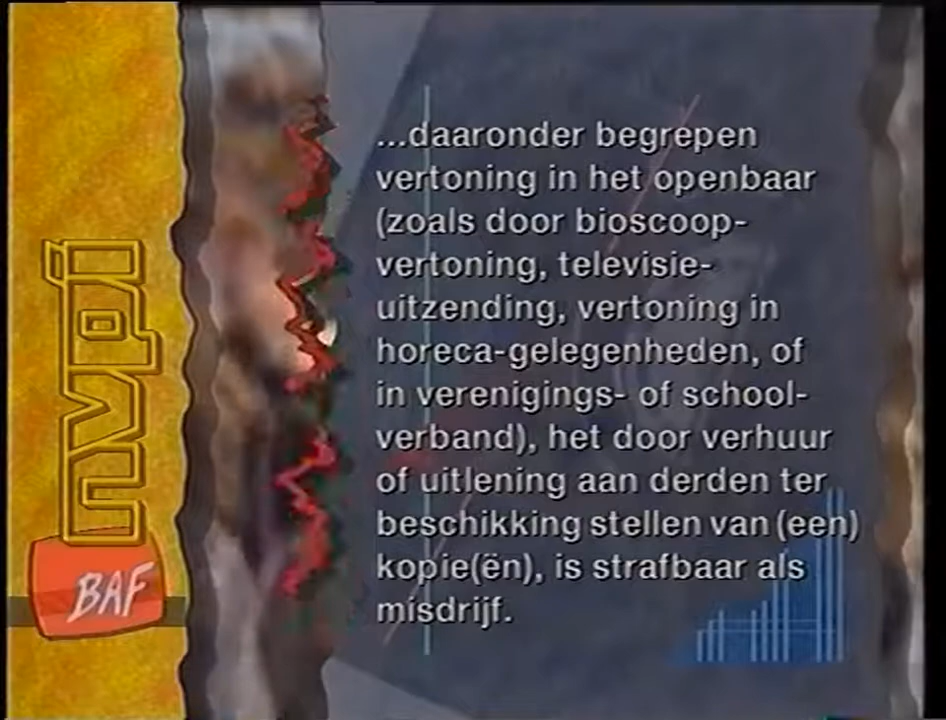 ...daaronder begrepen
vertoning in het openbaar
(zoals door bioscoop-
vertoning, televisie-
uitzending, vertoning in
horeca-gelegenheden, of
in verenigings- of school-
verband), het door verhuur
of uitlening aan derden ter
beschikking stellen van (een)
kopie(ën), is strafbaar als
misdrijf.
nvpi
BAF